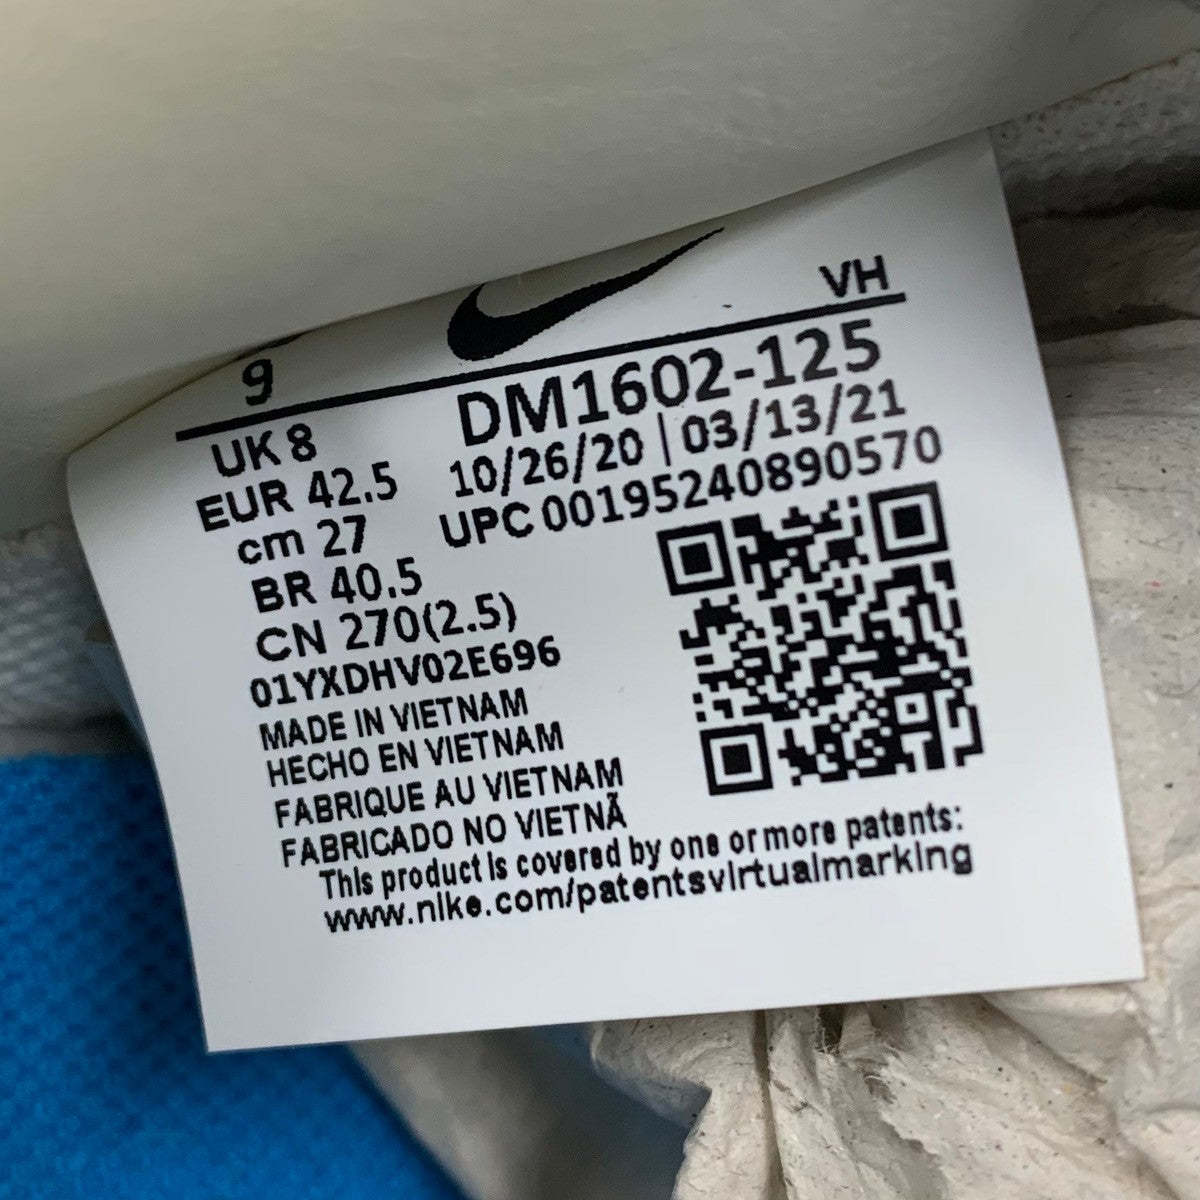 VH
9
UK 8
EUR 42.5
cm 27
BR 40.5
CN 270(2.5)
DM1602-125
10/26/20 | 03/13/21
UPC 00195240890570
01YXDHV02E696
MADE IN VIETNAM
HECHO EN VIETNAM
FABRIQUE AU VIETNAM
FABRICADO NO VIETNÃ
This product is covered by one or more patents:
www.nike.com/patentsvirtualmarking